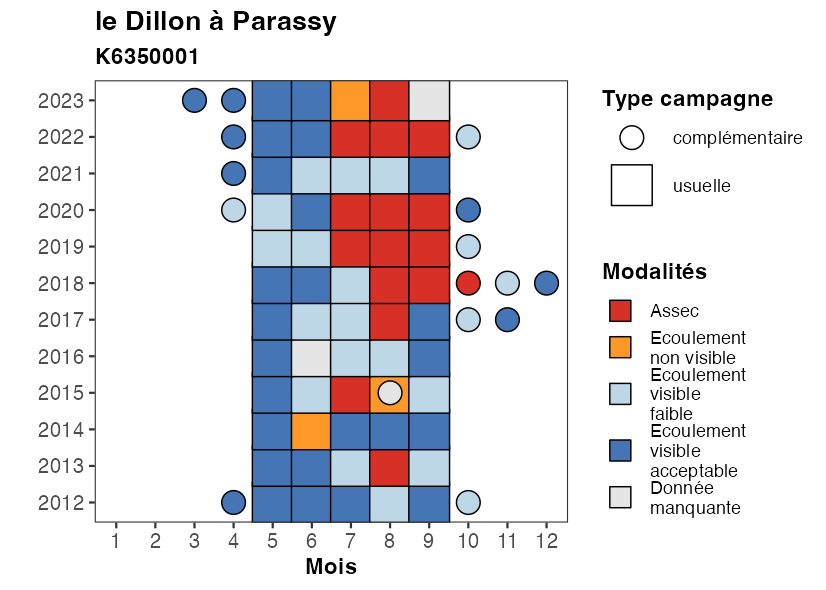 le Dillon à Parassy
K6350001
2023
2022
2021
2020
2019
2018
2017
2016
2015
2014
2013
2012
1 2 3 4 5 6 7 8 9 10 11 12
Mois
Type campagne
complémentaire
usuelle
Modalités
Assec
Ecoulement
non visible
Ecoulement
visible
faible
Ecoulement
visible
acceptable
Donnée
manquante